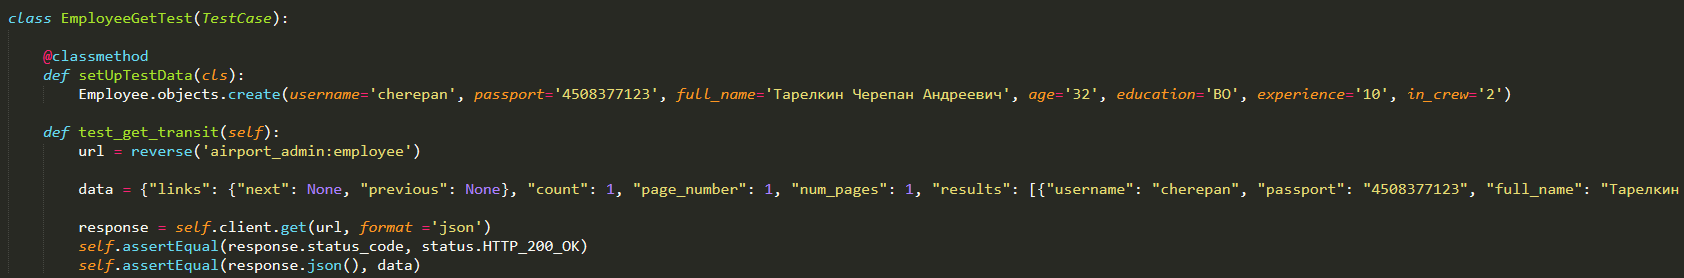 class EmployeeGetTest(TestCase):
@classmethod
def setUpTestData(cls):
Employee.objects.create(username='cherepan', passport='4508377123', full_name='Тарелкин Черепан Андреевич', age='32', education='ВО', experience='10', in_crew='2')
def test_get_transit(self):
url = reverse('airport_admin:employee')
data = {"links": {"next": None, "previous": None}, "count": 1, "page_number": 1, "num_pages": 1, "results": [{"username": "cherepan", "passport": "4508377123", "full_name": "Тарелкин
response = self.client.get(url, format ='json')
self.assertEqual(response.status_code, status.HTTP_200_OK)
self.assertEqual(response.json(), data)